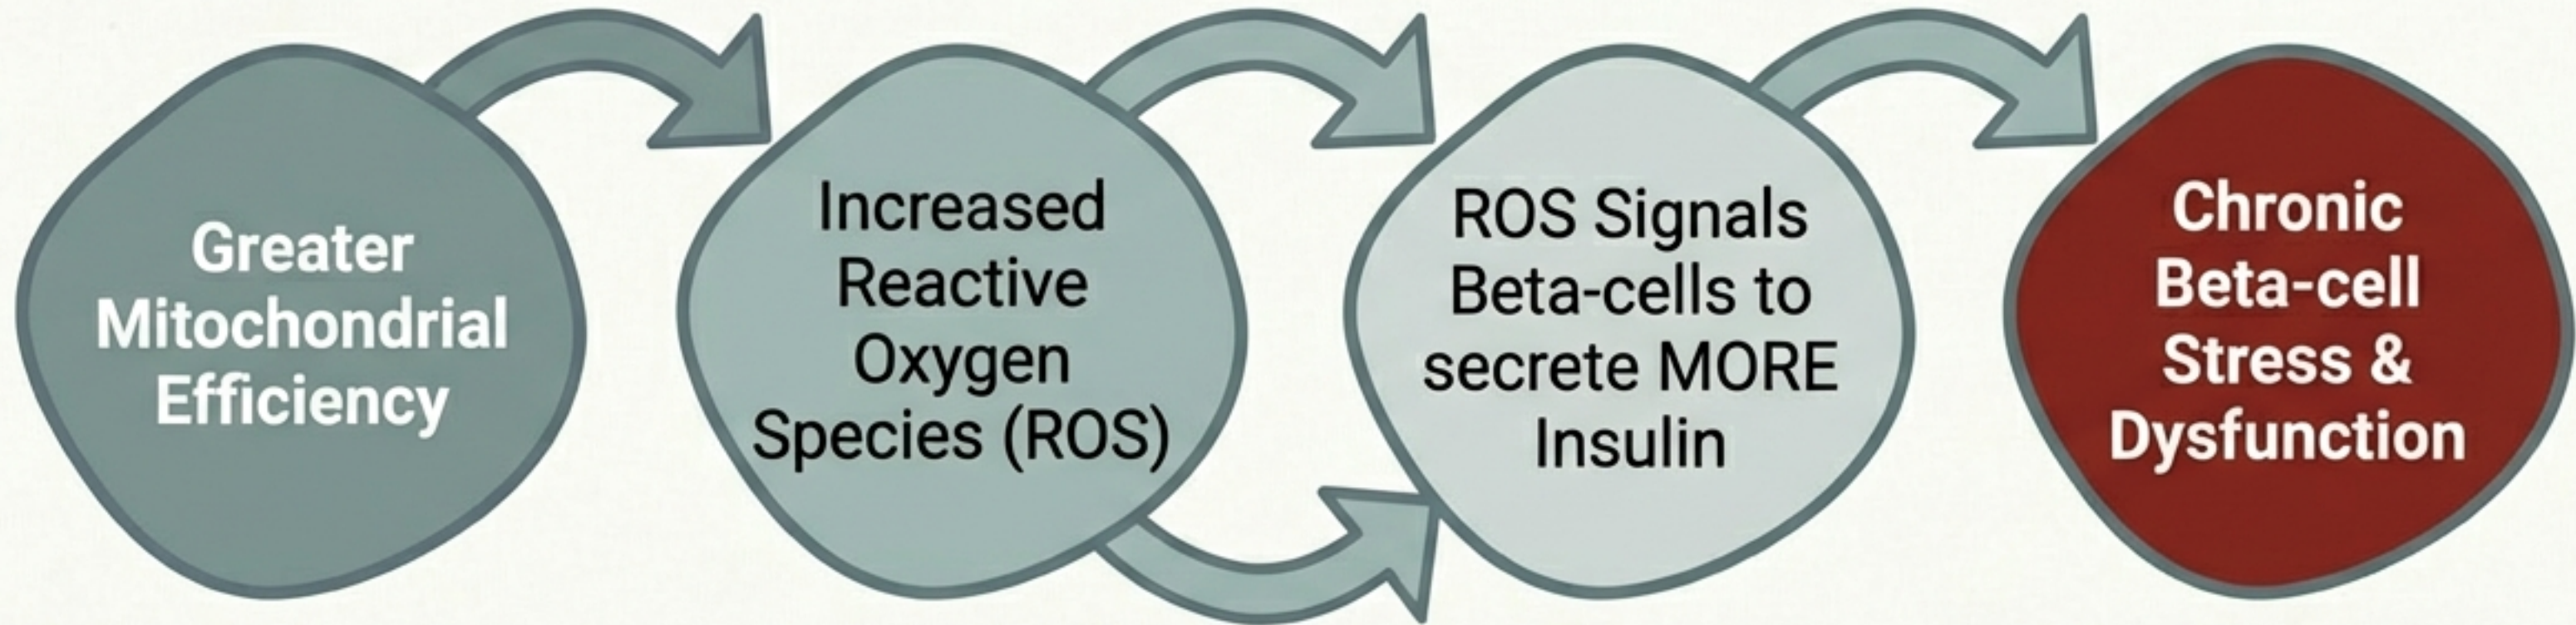 Greater
Mitochondrial
Efficiency
Increased
Reactive
Oxygen
Species (ROS)
ROS Signals
Beta-cells to
secrete MORE
Insulin
Chronic
Beta-cell
Stress &
Dysfunction